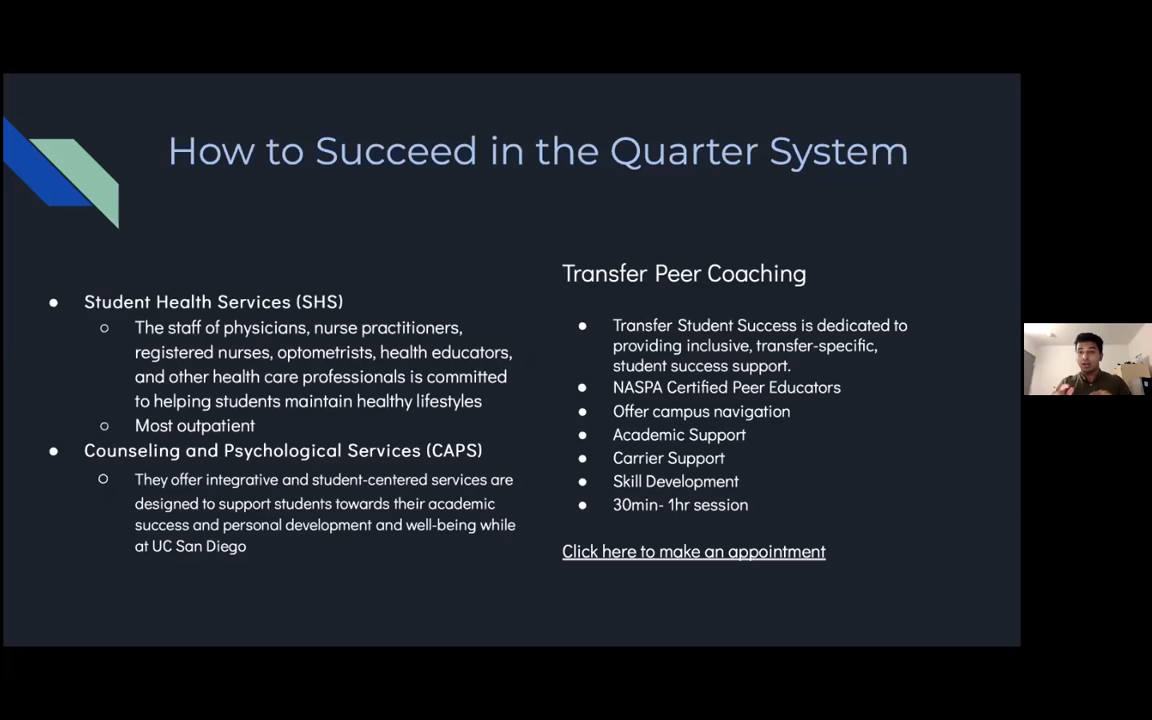 How to Succeed in the Quarter System
● Student Health Services (SHS)
○ The staff of physicians, nurse practitioners,
registered nurses, optometrists, health educators,
and other health care professionals is committed
to helping students maintain healthy lifestyles
○ Most outpatient
● Counseling and Psychological Services (CAPS)
○ They offer integrative and student-centered services are
designed to support students towards their academic
success and personal development and well-being while
at UC San Diego
Transfer Peer Coaching
● Transfer Student Success is dedicated to
providing inclusive, transfer-specific,
student success support.
● NASPA Certified Peer Educators
● Offer campus navigation
● Academic Support
● Carrier Support
● Skill Development
● 30min- 1hr session
Click here to make an appointment